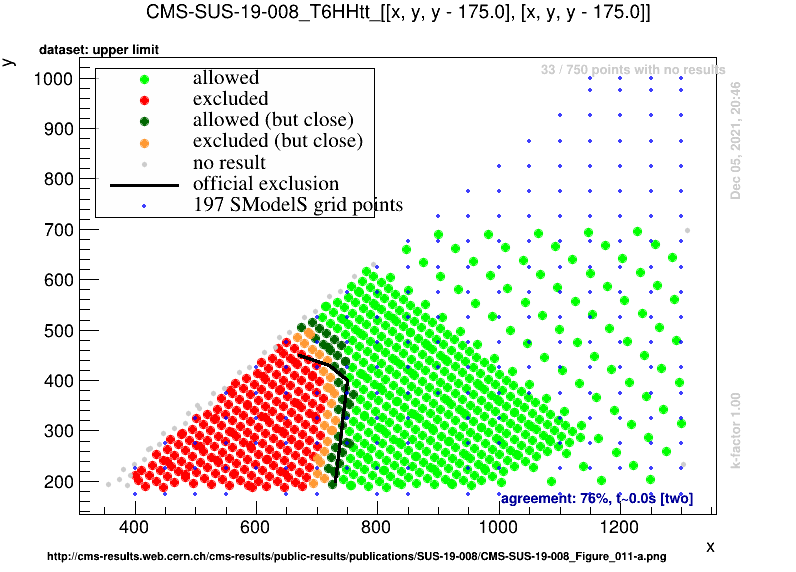 CMS-SUS-19-008_T6HHtt_[[x, y, y - 175.0], [x, y, y - 175.0]]
dataset: upper limit
y
33 / 750 points with no results
allowed
excluded
allowed (but close)
excluded (but close)
no result
official exclusion
197 SModelS grid points
1000
900
800
700
600
500
400
300
200
400
600
800
1000
1200
x
Dec 05, 2021, 20:46
k-factor 1.00
agreement: 76%, t~0.0s [two]
http://cms-results.web.cern.ch/cms-results/public-results/publications/SUS-19-008/CMS-SUS-19-008_Figure_011-a.png